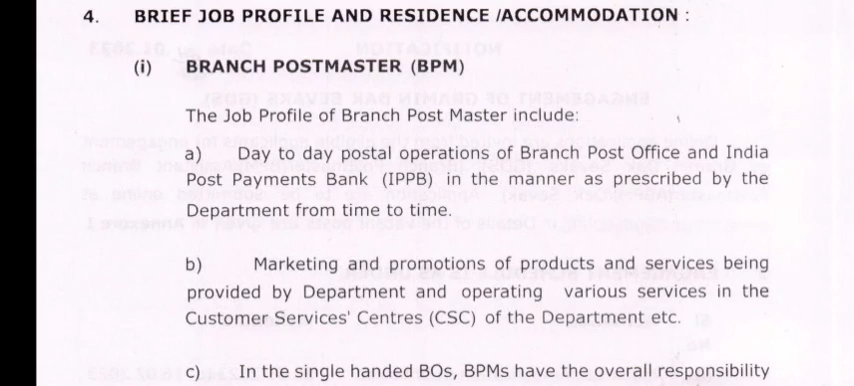 4. BRIEF JOB PROFILE AND RESIDENCE /ACCOMMODATION :
(i) BRANCH POSTMASTER (BPM)
The Job Profile of Branch Post Master include:
a) Day to day postal operations of Branch Post Office and India
Post Payments Bank (IPPB) in the manner as prescribed by the
Department from time to time.
b) Marketing and promotions of products and services being
provided by Department and operating various services in the
Customer Services' Centres (CSC) of the Department etc.
c) In the single handed BOs, BPMs have the overall responsibility